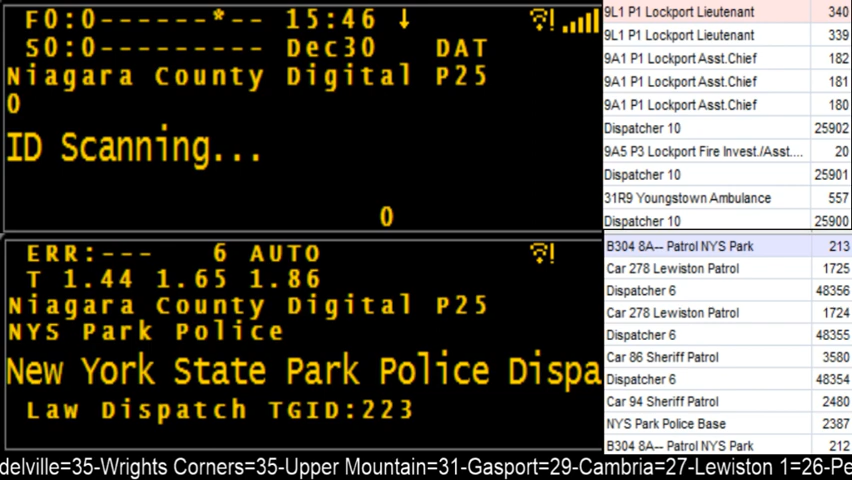 F0:0------*-- 15:46 ↓
S0:0--------- Dec30 DAT
Niagara County Digital P25
0
ID Scanning...
0
9L1 P1 Lockport Lieutenant 340
9L1 P1 Lockport Lieutenant 339
9A1 P1 Lockport Asst.Chief 182
9A1 P1 Lockport Asst.Chief 181
9A1 P1 Lockport Asst.Chief 180
Dispatcher 10 25902
9A5 P3 Lockport Fire Invest./Asst.... 20
Dispatcher 10 25901
31R9 Youngstown Ambulance 557
Dispatcher 10 25900
ERR:--- 6 AUTO
T 1.44 1.65 1.86
Niagara County Digital P25
NYS Park Police
New York State Park Police Dispa
Law Dispatch TGID:223
B304 8A-- Patrol NYS Park 213
Car 278 Lewiston Patrol 1725
Dispatcher 6 48356
Car 278 Lewiston Patrol 1724
Dispatcher 6 48355
Car 86 Sheriff Patrol 3580
Dispatcher 6 48354
Car 94 Sheriff Patrol 2480
NYS Park Police Base 2387
B304 8A-- Patrol NYS Park 212
delville=35-Wrights Corners=35-Upper Mountain=31-Gasport=29-Cambria=27-Lewiston 1=26-Pe